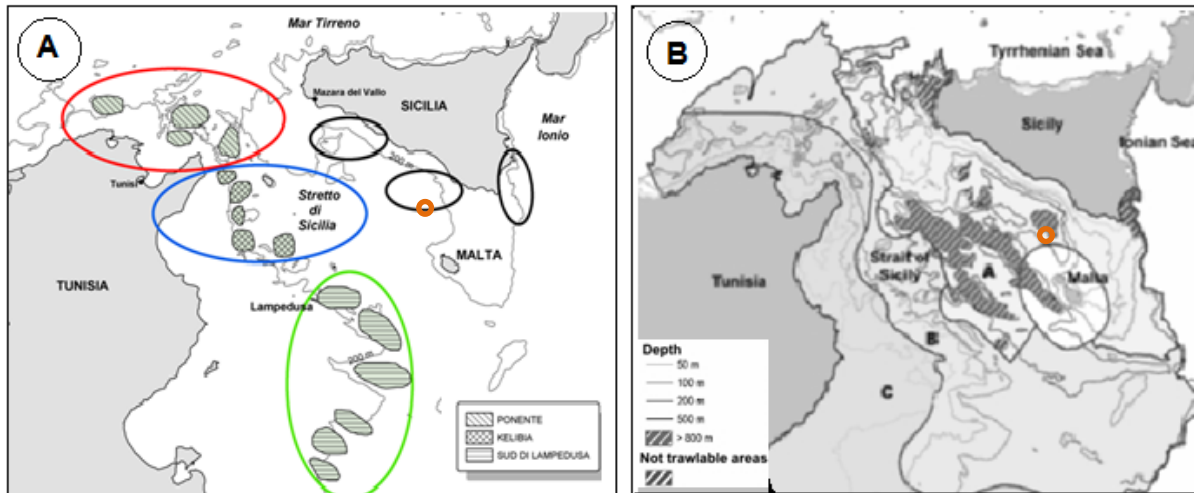 A
Mar Tirreno
Mazara del Vallo
SICILIA
Mar
Ionio
200 m
Tunisi
Stretto
di
Sicilia
MALTA
TUNISIA
Lampedusa
200 m
PONENTE
KELIBIA
SUD DI LAMPEDUSA
B
Tyrrhenian Sea
Sicily
Ionian Sea
Strait of
Sicily
A
Malta
Tunisia
B
C
Depth
50 m
100 m
200 m
500 m
> 800 m
Not trawlable areas